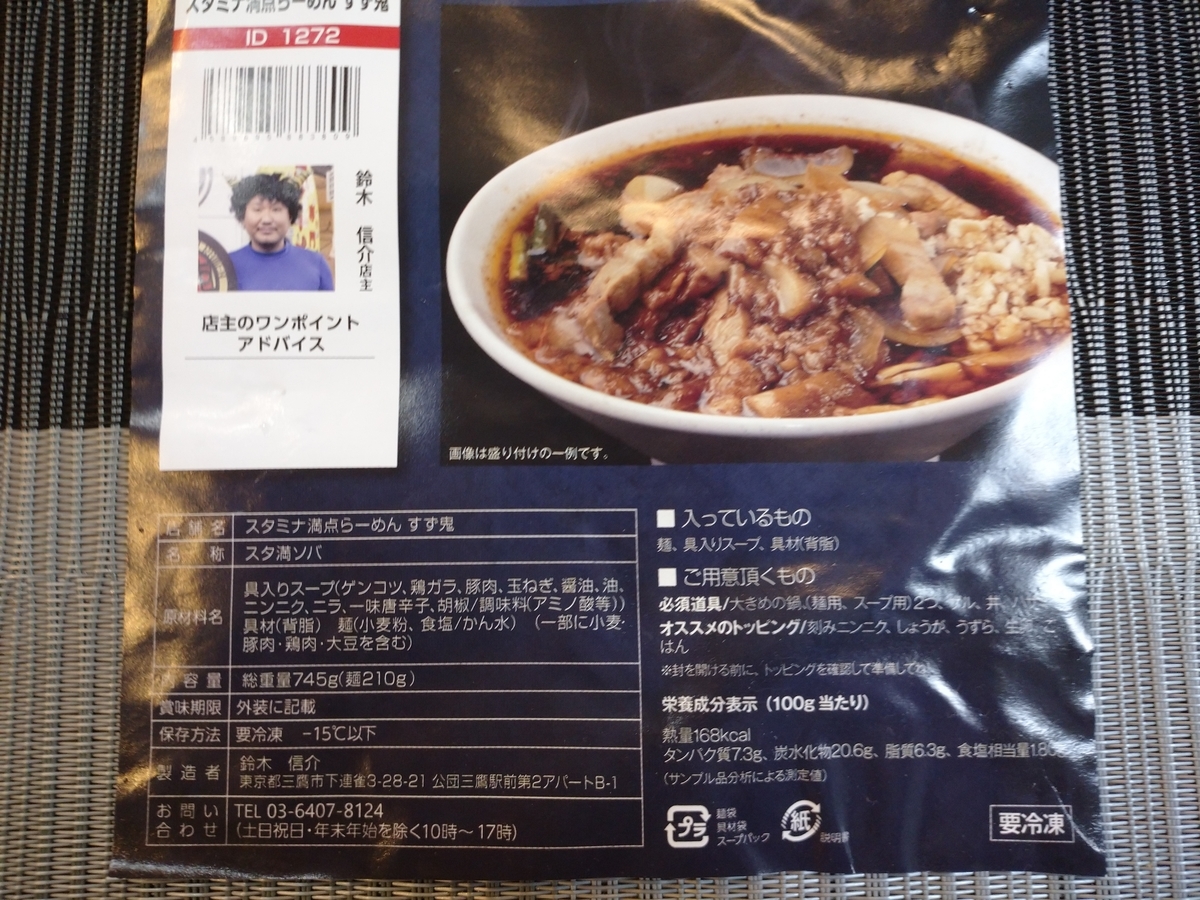 スタミナ満点らーめん すず鬼
ID 1272
鈴木 信介店主
店主のワンポイント
アドバイス
画像は盛り付けの一例です。
店舗名 スタミナ満点らーめん すず鬼
名称 スタ満ソバ
原材料名 具入りスープ(ゲンコツ、鶏ガラ、豚肉、玉ねぎ、醤油、油、
ニンニク、ニラ、一味唐辛子、胡椒/調味料(アミノ酸等))
具材(背脂) 麺(小麦粉、食塩/かん水) (一部に小麦・
豚肉・鶏肉・大豆を含む)
内容量 総重量745g(麺210g)
賞味期限 外装に記載
保存方法 要冷凍 -15℃以下
製造者 鈴木 信介
東京都三鷹市下連雀3-28-21 公団三鷹駅前第2アパートB-1
お問い TEL 03-6407-8124
合わせ (土日祝日・年末年始を除く10時～17時)
■ 入っているもの
麺、具入りスープ、具材(背脂)
■ ご用意頂くもの
必須道具/大きめの鍋、(麺用、スープ用)2つ、ザル、丼
オススメのトッピング/刻みニンニク、しょうが、うずら、
はん
※封を開ける前に、トッピングを確認して準備して
栄養成分表示 (100g当たり)
熱量168kcal
タンパク質7.3g、炭水化物20.6g、脂質6.3g、食塩相当量
(サンプル品分析による測定値)
プラ
麺袋
具材袋
スープパック
紙
説明書
要冷凍